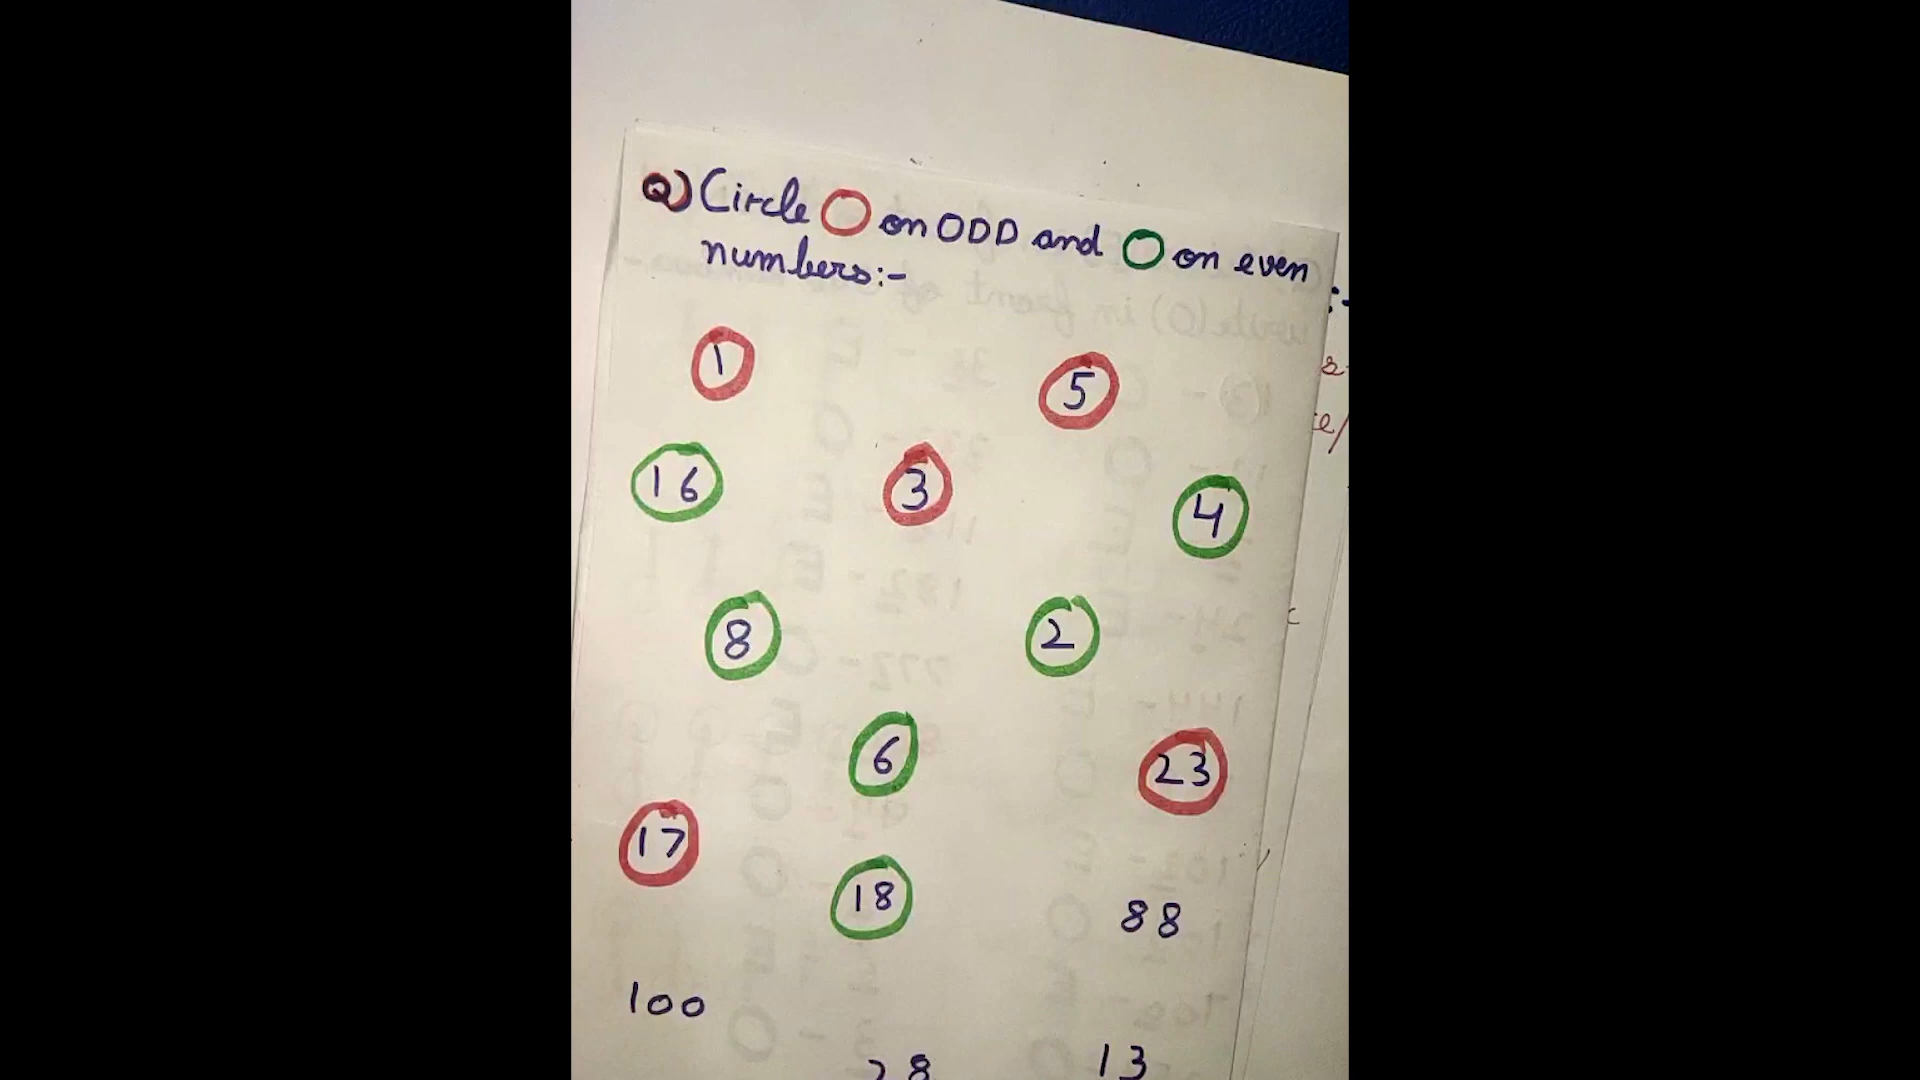 Q) Circle O on ODD and O on even
numbers:-
1 5
16 3 4
8 2
6 23
17
18 88
100
28 13